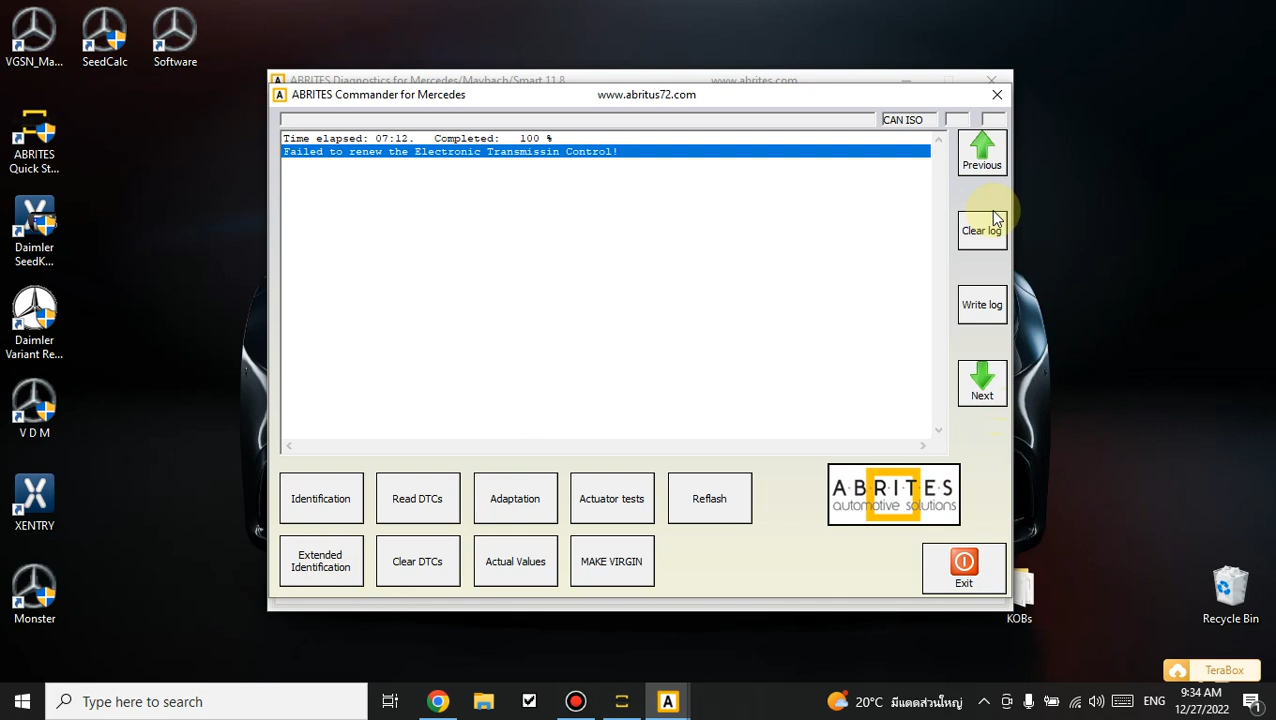 VGSN_Ma...
SeedCalc
Software
ABRITES
Quick St...
Daimler
SeedK...
Daimler
Variant Re...
V D M
XENTRY
Monster
ABRITES Diagnostics for Mercedes/Maybach/Smart 11.8
www.abrites.com
ABRITES Commander for Mercedes
www.abritus72.com
CAN ISO
Time elapsed: 07:12. Completed: 100 %
Failed to renew the Electronic Transmissin Control!
Previous
Clear log
Write log
Next
Identification
Read DTCs
Adaptation
Actuator tests
Reflash
ABRITES
automotive solutions
Extended
Identification
Clear DTCs
Actual Values
MAKE VIRGIN
Exit
KOBs
Recycle Bin
TeraBox
Type here to search
20°C มีแดดส่วนใหญ่
ENG
9:34 AM
12/27/2022
1